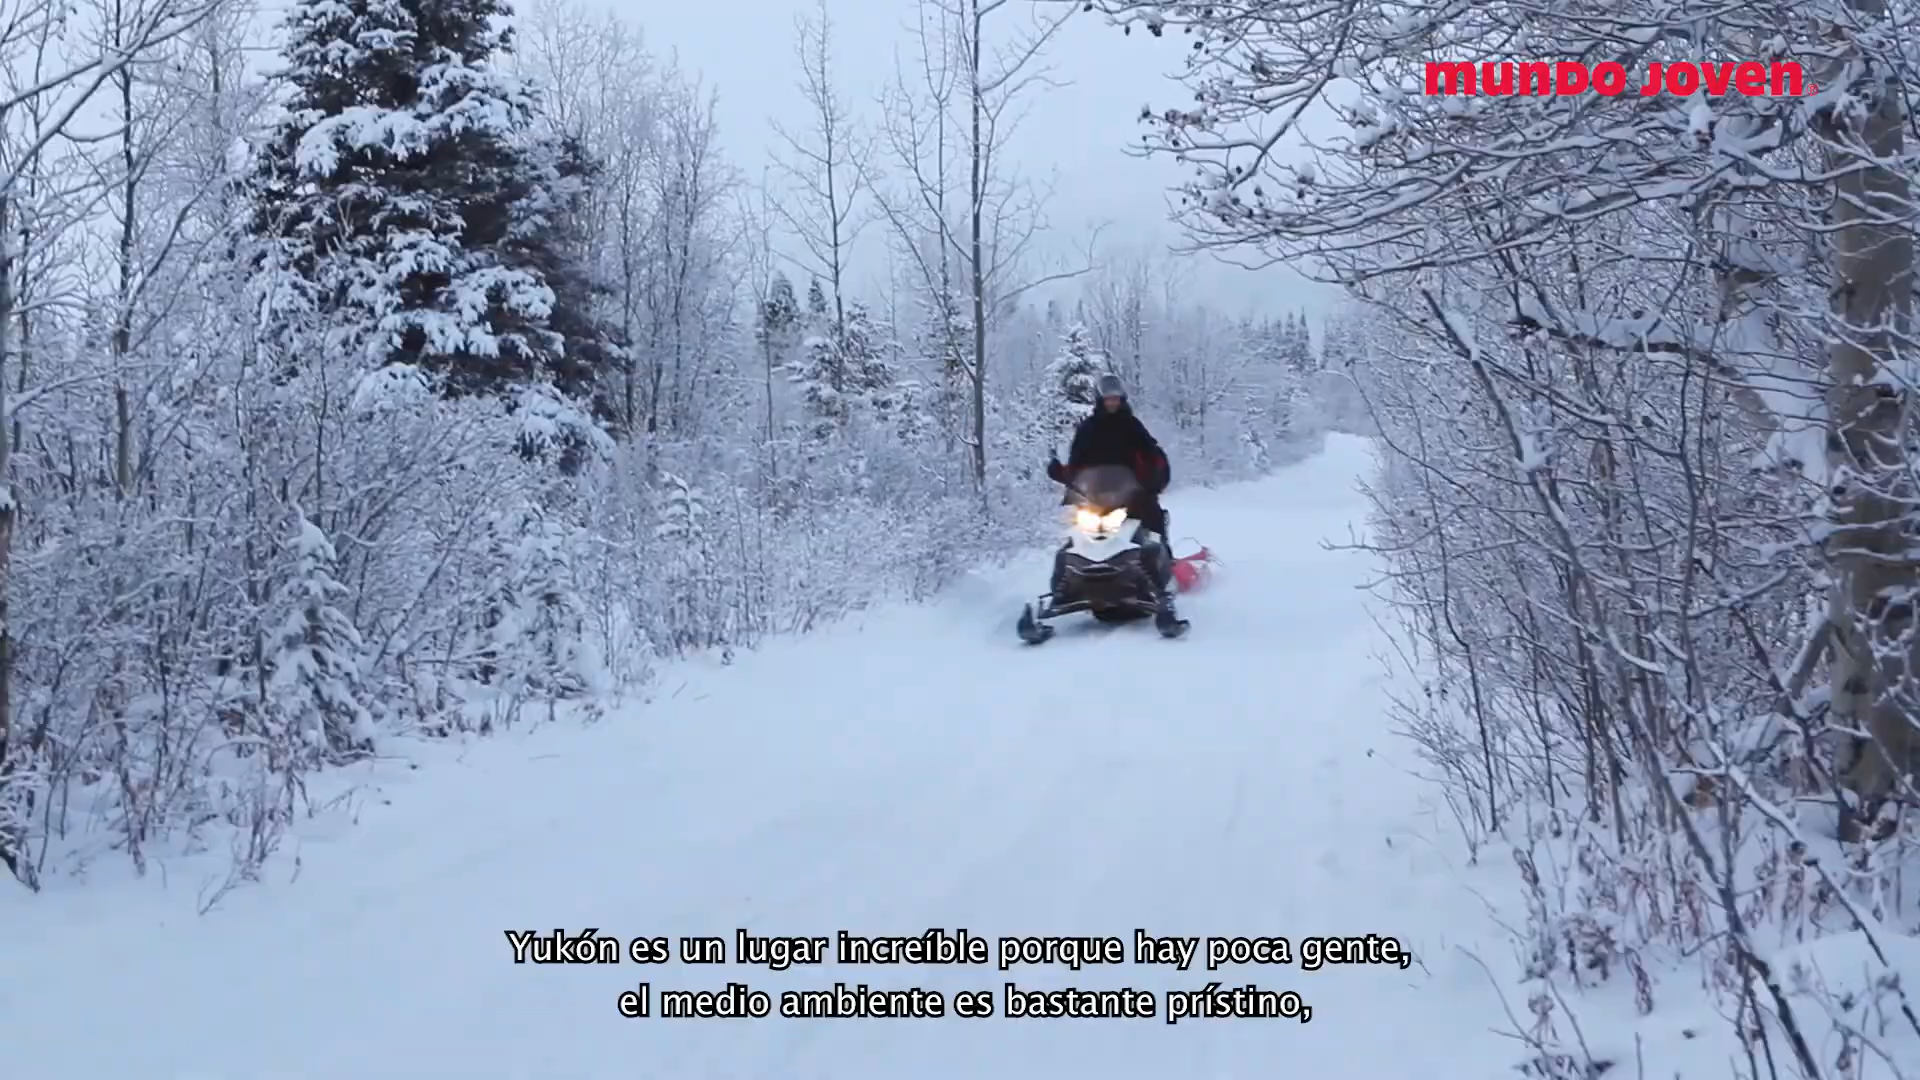 mundo joven
Yukón es un lugar increíble porque hay poca gente,
el medio ambiente es bastante prístino,